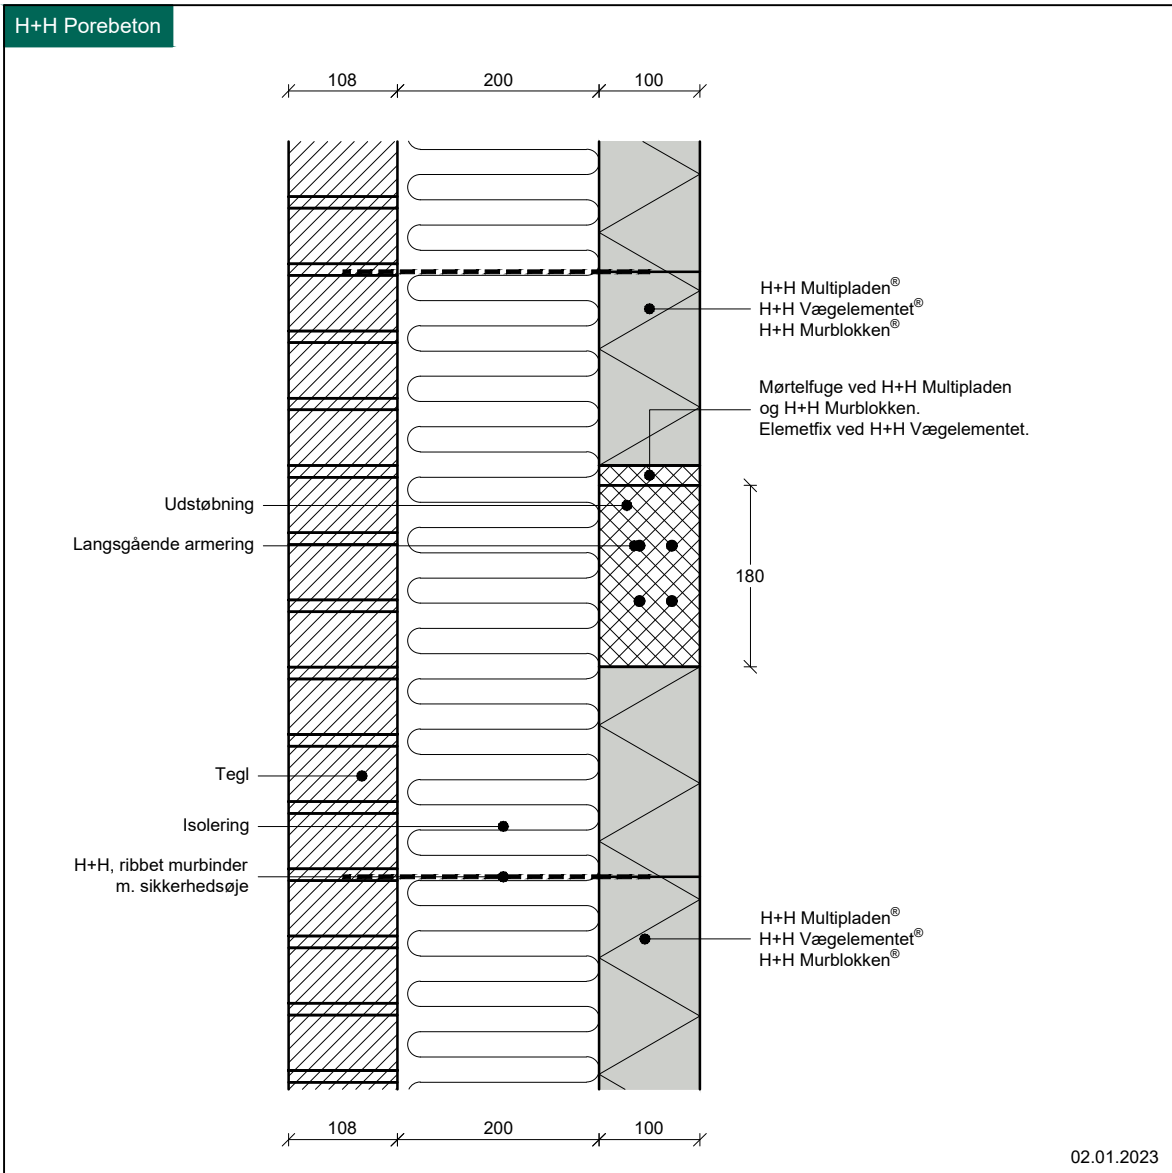 H+H Porebeton
108
200
100
H+H Multipladen®
H+H Vægelementet®
H+H Murblokken®
Mørtelfuge ved H+H Multipladen
og H+H Murblokken.
Elemetfix ved H+H Vægelementet.
Udstøbning
Langsgående armering
180
Tegl
Isolering
H+H, ribbet murbinder
m. sikkerhedsøje
H+H Multipladen®
H+H Vægelementet®
H+H Murblokken®
108
200
100
02.01.2023